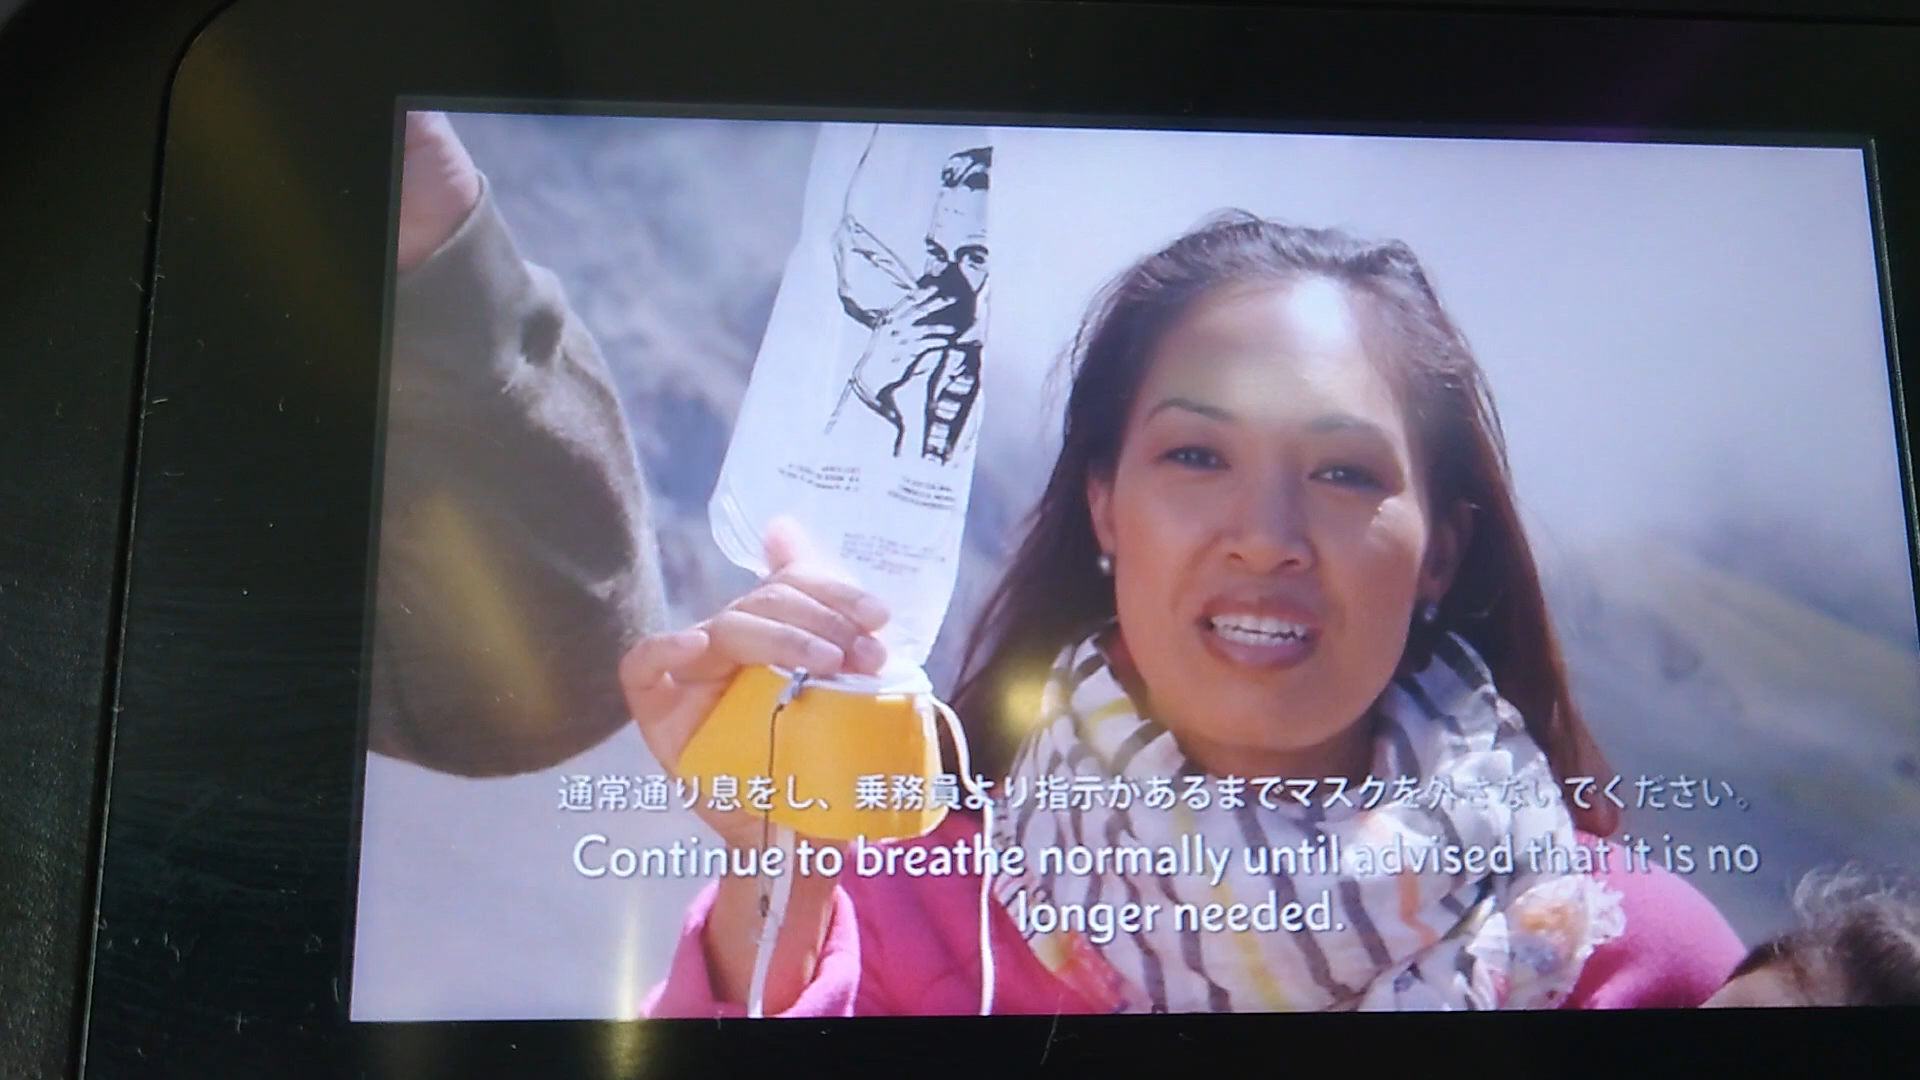 通常通り息をし、乗務員より指示があるまでマスクを外さないでください。
Continue to breathe normally until advised that it is no
longer needed.